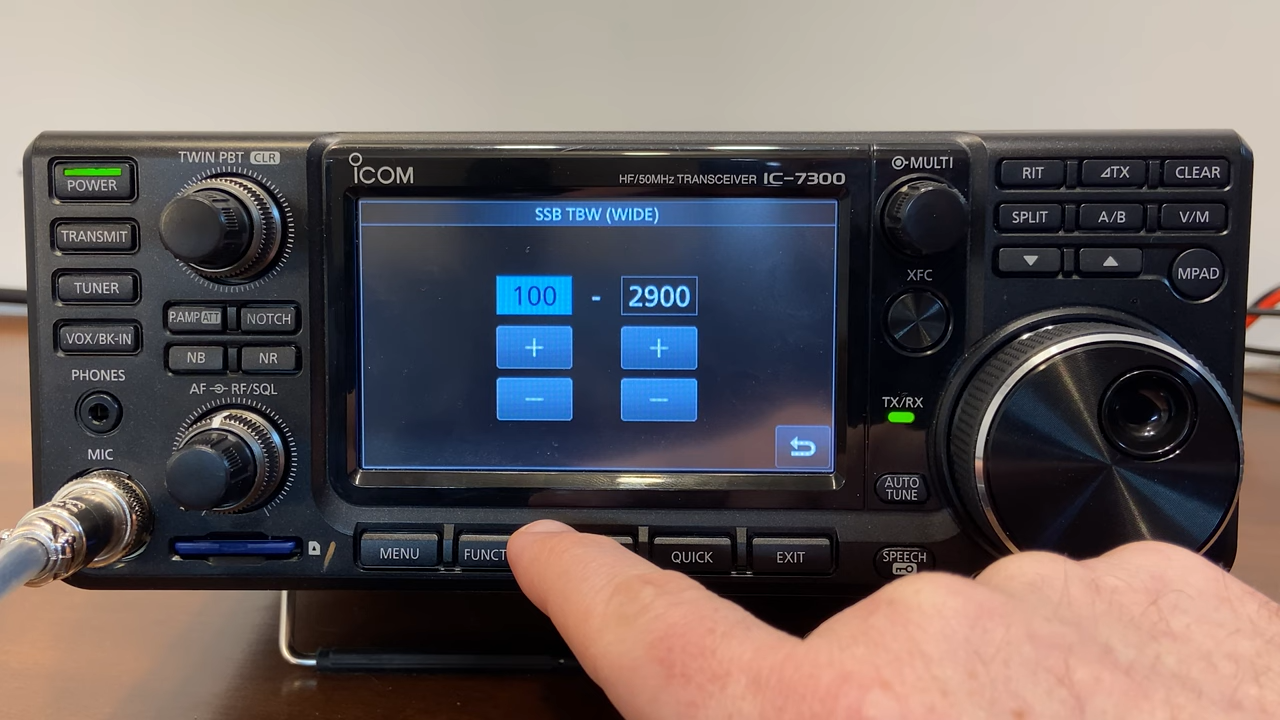 TWIN PBT CLR
ICOM
HF/50MHz TRANSCEIVER IC-7300
MULTI
POWER
TRANSMIT
TUNER
VOX/BK-IN
P.AMP ATT
NOTCH
NB
NR
PHONES
AF RF/SQL
MIC
SSB TBW (WIDE)
100 - 2900
+ +
- -
XFC
TX/RX
AUTO
TUNE
SPEECH
RIT
⊿TX
CLEAR
SPLIT
A/B
V/M
▼
▲
MPAD
MENU
QUICK
EXIT